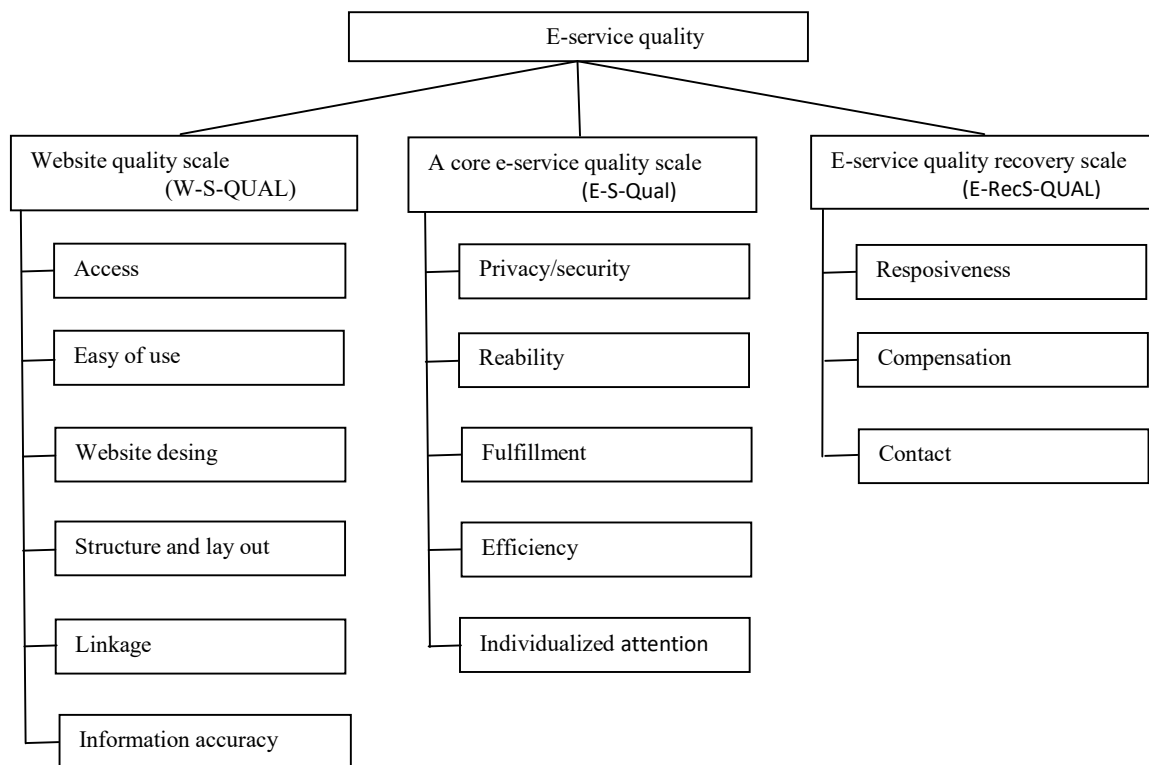 E-service quality
Website quality scale
(W-S-QUAL)
Access
Easy of use
Website desing
Structure and lay out
Linkage
Information accuracy
A core e-service quality scale
(E-S-Qual)
Privacy/security
Reability
Fulfillment
Efficiency
Individualized attention
E-service quality recovery scale
(E-RecS-QUAL)
Resposiveness
Compensation
Contact